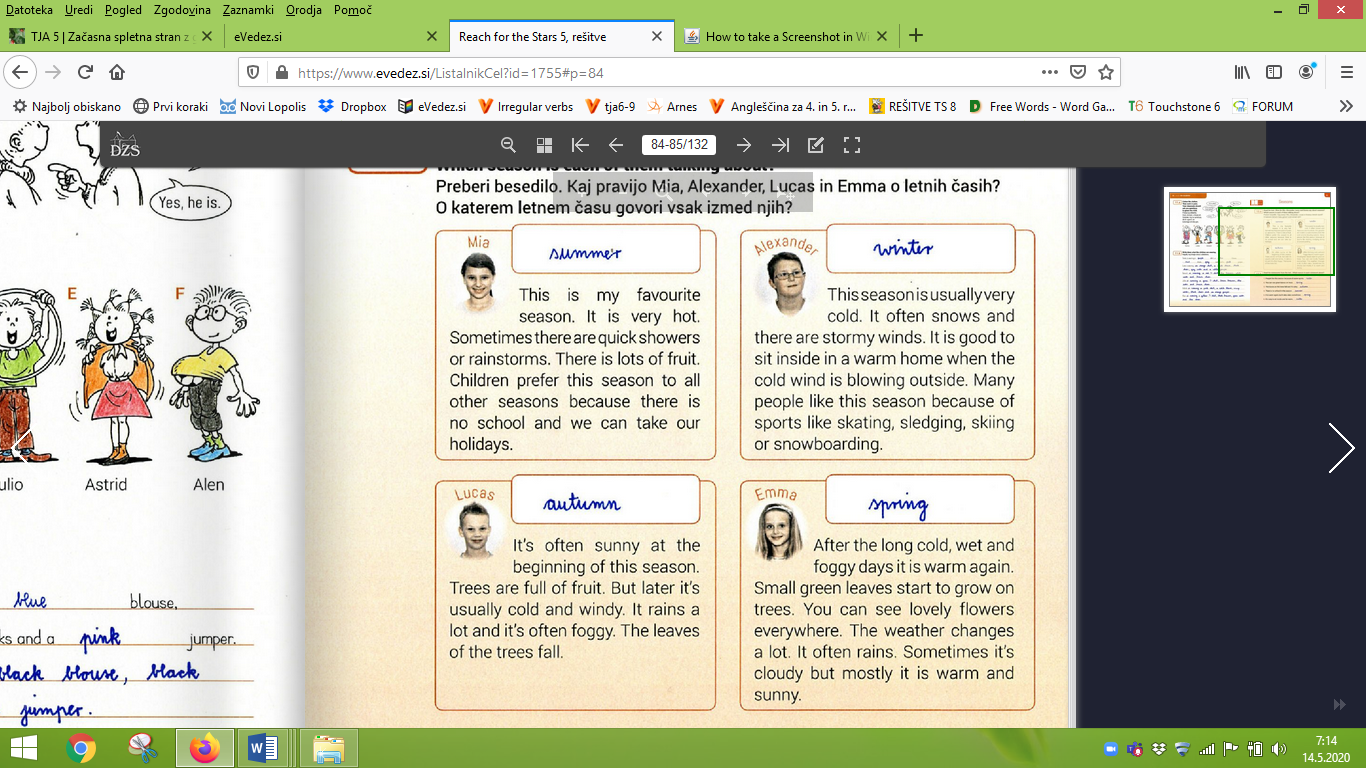 Datoteka Uredi Pogled Zgodovina Zaznamki Orodja Pomoč
TJA 5 | Začasna spletna stran z
eVedez.si
Reach for the Stars 5, rešitve
How to take a Screenshot in Wi
https://www.evedez.si/ListalnikCel?id=1755#p=84
Najbolj obiskano
Prvi koraki
Novi Lopolis
Dropbox
eVedez.si
Irregular verbs
tja6-9
Arnes
Angleščina za 4. in 5. r...
REŠITVE TS 8
Free Words - Word Ga...
Touchstone 6
FORUM
DZS
84-85/132
Yes, he is.
E
F
ulio
Astrid
Alen
blue blouse,
ks and a pink jumper.
black blouse, black
jumper.
Which season is each of them talking about?
Preberi besedilo. Kaj pravijo Mia, Alexander, Lucas in Emma o letnih časih?
O katerem letnem času govori vsak izmed njih?
Mia
summer
This is my favourite
season. It is very hot.
Sometimes there are quick showers
or rainstorms. There is lots of fruit.
Children prefer this season to all
other seasons because there is
no school and we can take our
holidays.
Alexander
winter
This season is usually very
cold. It often snows and
there are stormy winds. It is good to
sit inside in a warm home when the
cold wind is blowing outside. Many
people like this season because of
sports like skating, sledging, skiing
or snowboarding.
Lucas
autumn
It's often sunny at the
beginning of this season.
Trees are full of fruit. But later it's
usually cold and windy. It rains a
lot and it's often foggy. The leaves
of the trees fall.
Emma
spring
After the long cold, wet and
foggy days it is warm again.
Small green leaves start to grow on
trees. You can see lovely flowers
everywhere. The weather changes
a lot. It often rains. Sometimes it's
cloudy but mostly it is warm and
sunny.
7:14
14.5.2020